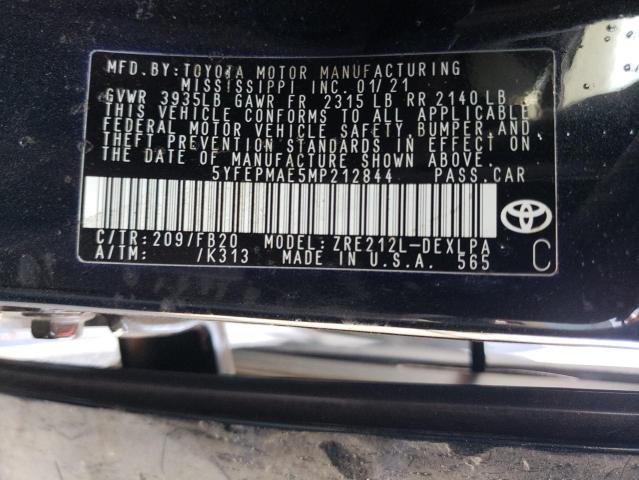 MFD. BY: TOYOTA MOTOR MANUFACTURING
MISSISSIPPI INC. 01/21
GVWR 3935LB GAWR FR 2315 LB RR 2140 LB
THIS VEHICLE CONFORMS TO ALL APPLICABLE
FEDERAL MOTOR VEHICLE SAFETY, BUMPER, AND
THEFT PREVENTION STANDARDS IN EFFECT ON
THE DATE OF MANUFACTURE SHOWN ABOVE.
5YFEPMAE5MP212844 PASS.CAR
C/TR: 209/FB20 MODEL: ZRE212L-DEXLPA
A/TM: /K313 MADE IN U.S.A. 565 C